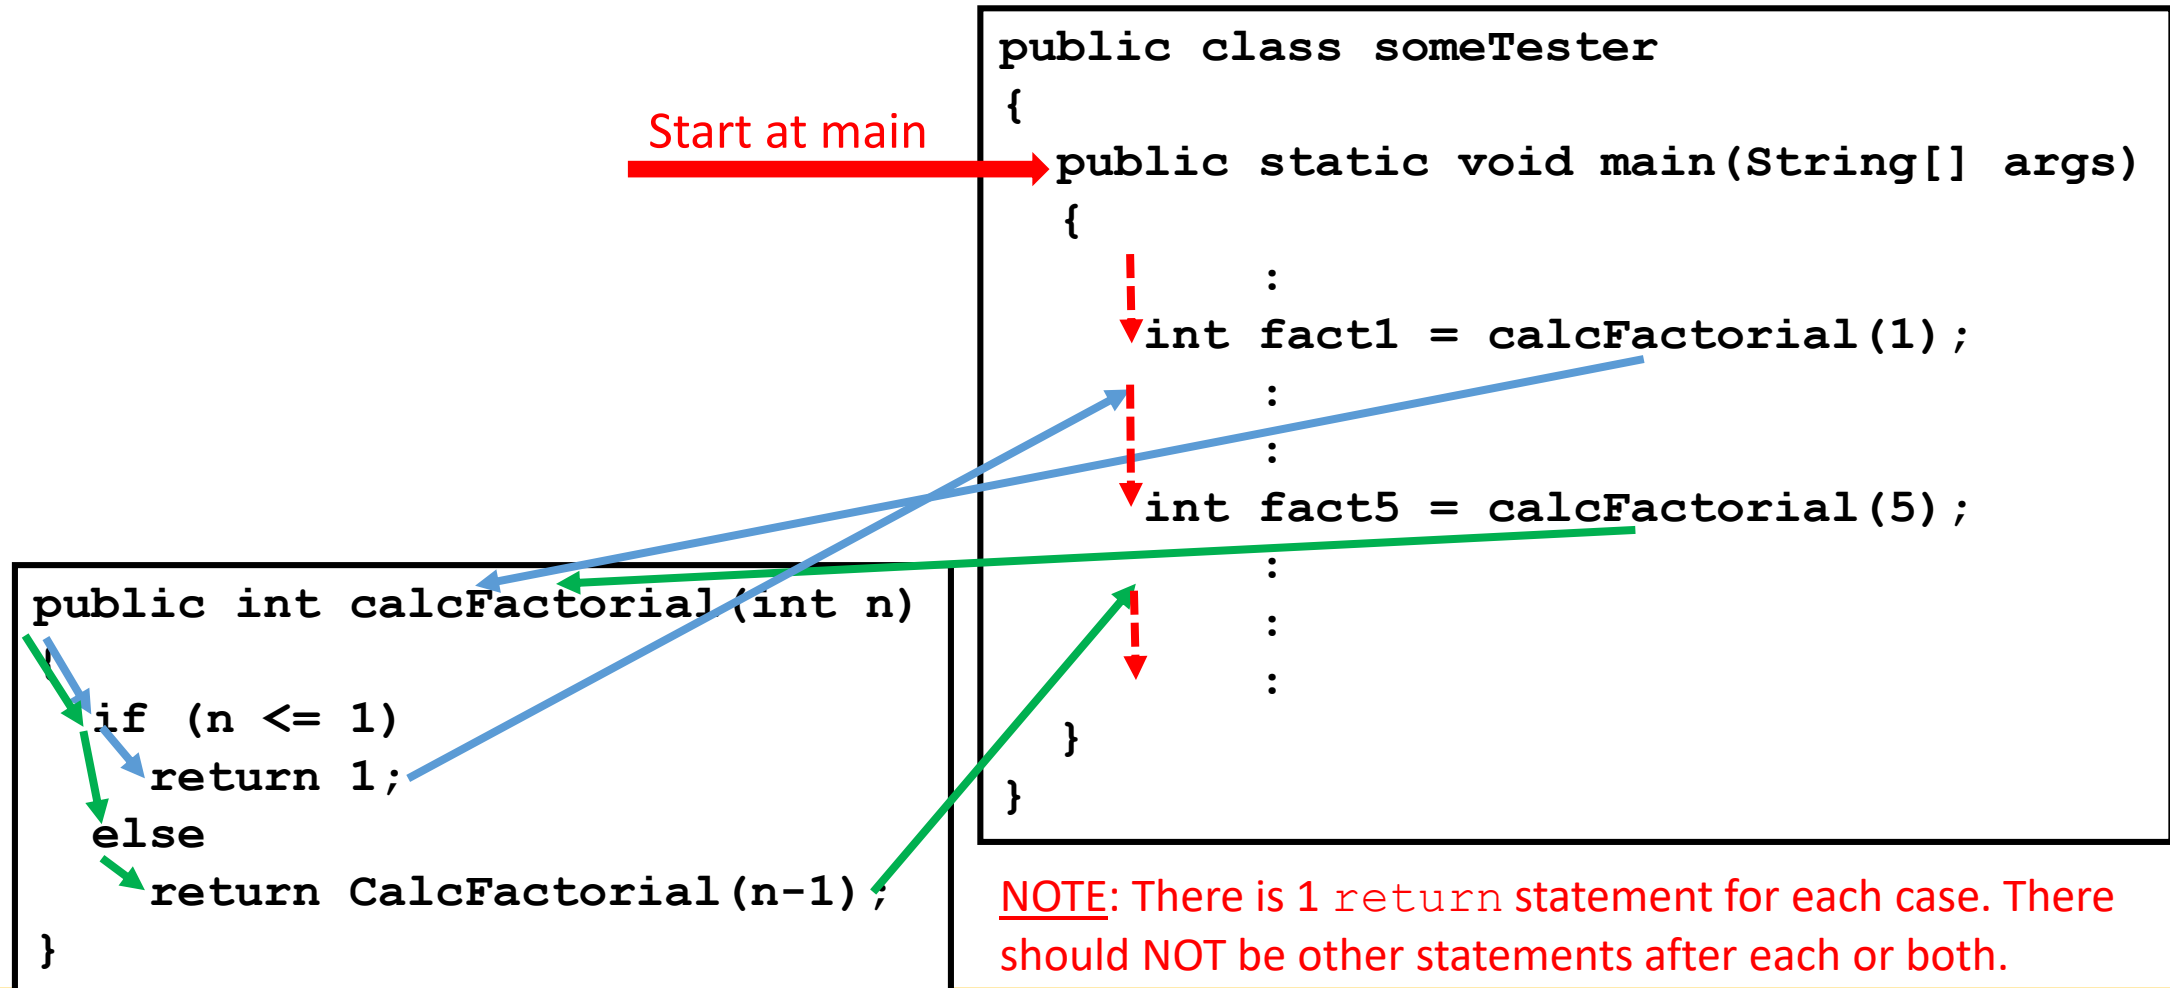 Start at main
public class someTester
{
public static void main(String[] args)
{
:
int fact1 = calcFactorial(1);
:
:
int fact5 = calcFactorial(5);
:
:
:
}
}
public int calcFactorial(int n)
{
if (n <= 1)
return 1;
else
return CalcFactorial(n-1);
}
NOTE: There is 1 return statement for each case. There
should NOT be other statements after each or both.